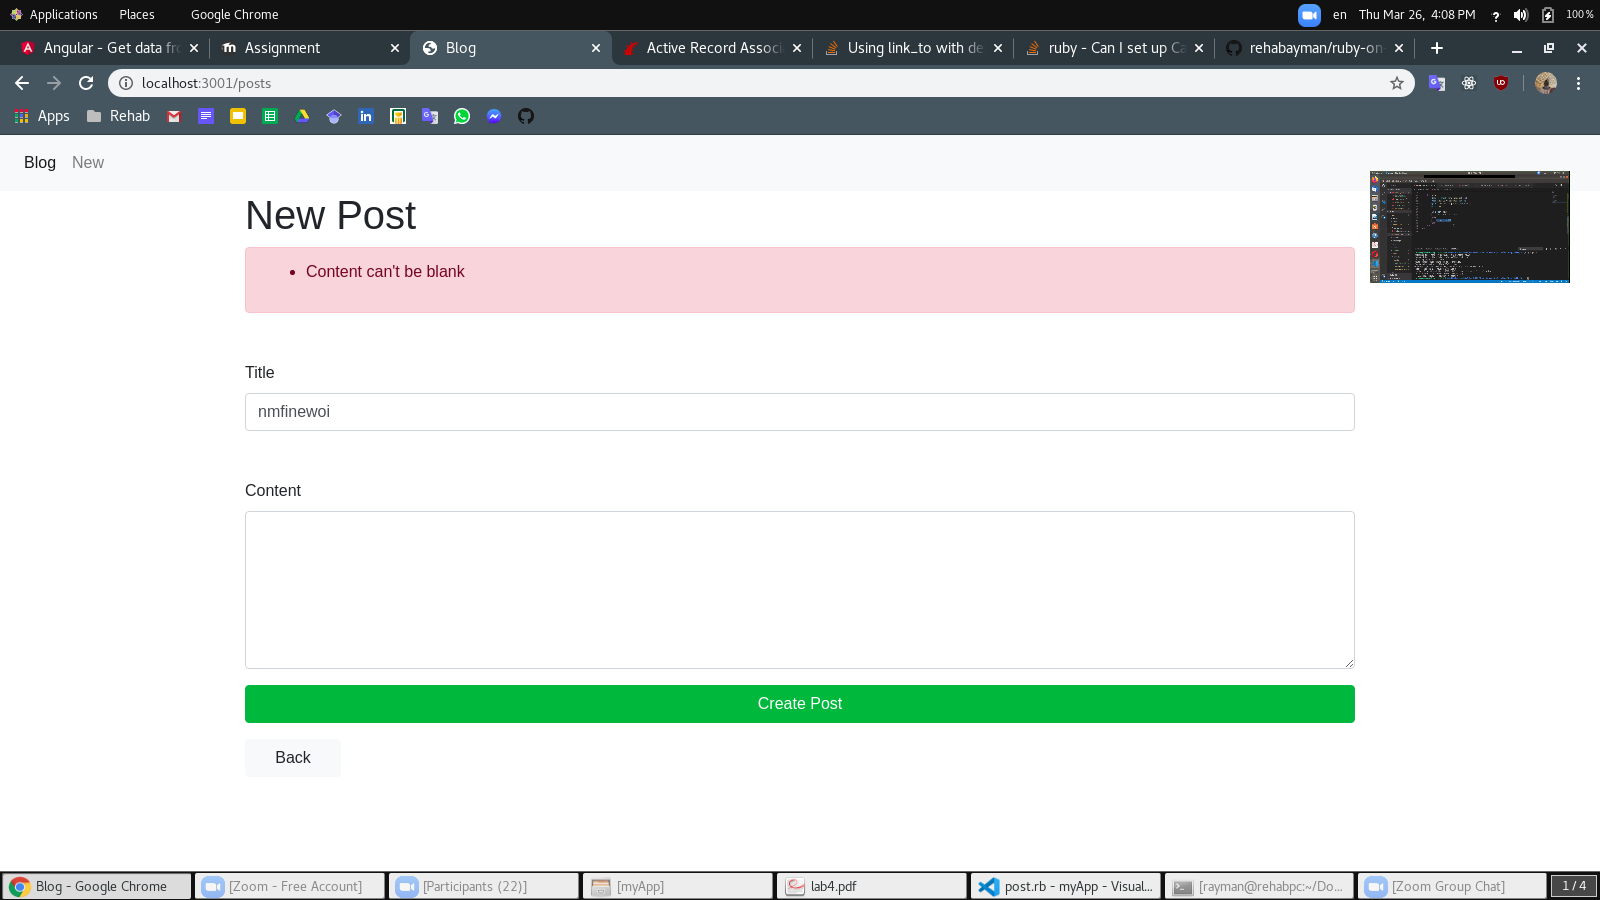 Applications Places Google Chrome en Thu Mar 26, 4:08 PM ? 100 %
Angular - Get data fro Assignment Blog Active Record Associ Using link_to with de ruby - Can I set up Ca rehabayman/ruby-on-
localhost:3001/posts
Apps Rehab
Blog New
New Post
Content can't be blank
Title
nmfinewoi
Content
Create Post
Back
Blog - Google Chrome [Zoom - Free Account] [Participants (22)] [myApp] lab4.pdf post.rb - myApp - Visual... [rayman@rehabpc:~/Do... [Zoom Group Chat] 1 / 4